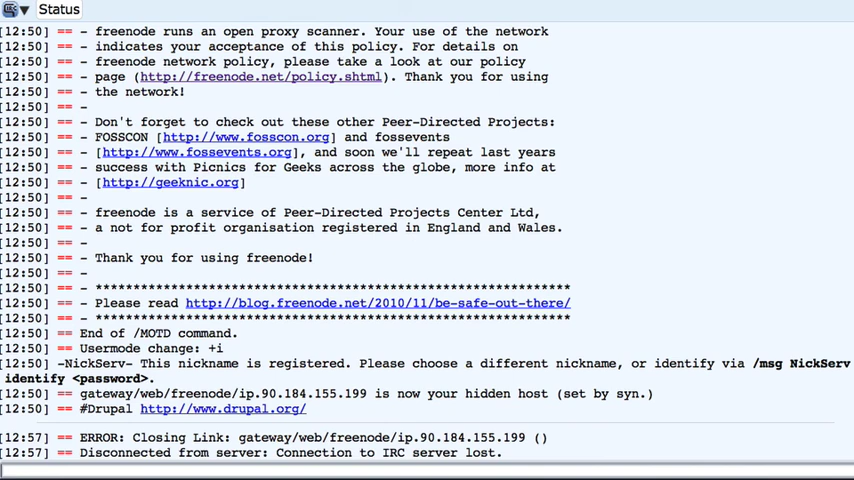 Status
[12:50] == - freenode runs an open proxy scanner. Your use of the network
[12:50] == - indicates your acceptance of this policy. For details on
[12:50] == - freenode network policy, please take a look at our policy
[12:50] == - page (http://freenode.net/policy.shtml). Thank you for using
[12:50] == - the network!
[12:50] == -
[12:50] == - Don't forget to check out these other Peer-Directed Projects:
[12:50] == - FOSSCON [http://www.fosscon.org] and fossevents
[12:50] == - [http://www.fossevents.org], and soon we'll repeat last years
[12:50] == - success with Picnics for Geeks across the globe, more info at
[12:50] == - [http://geeknic.org]
[12:50] == -
[12:50] == - freenode is a service of Peer-Directed Projects Center Ltd,
[12:50] == - a not for profit organisation registered in England and Wales.
[12:50] == -
[12:50] == - Thank you for using freenode!
[12:50] == -
[12:50] == - ***************************************************************
[12:50] == - Please read http://blog.freenode.net/2010/11/be-safe-out-there/
[12:50] == - ***************************************************************
[12:50] == End of /MOTD command.
[12:50] == Usermode change: +i
[12:50] -NickServ- This nickname is registered. Please choose a different nickname, or identify via /msg NickServ
identify <password>.
[12:50] == gateway/web/freenode/ip.90.184.155.199 is now your hidden host (set by syn.)
[12:50] == #Drupal http://www.drupal.org/
[12:57] == ERROR: Closing Link: gateway/web/freenode/ip.90.184.155.199 ()
[12:57] == Disconnected from server: Connection to IRC server lost.